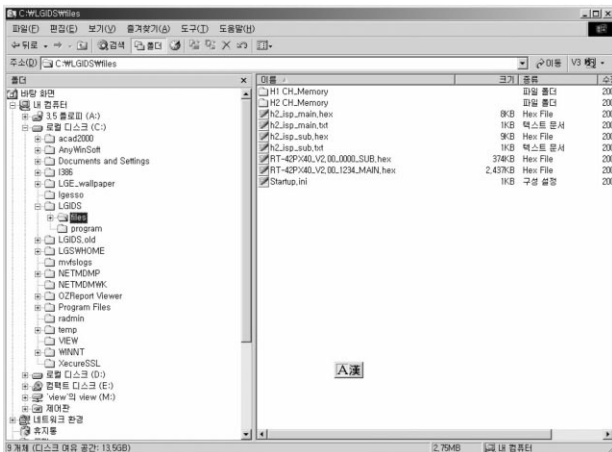 C:\LGIDS\files
파일(F) 편집(E) 보기(V) 즐겨찾기(A) 도구(T) 도움말(H)
뒤로 검색 폴더
주소(D) C:\LGIDS\files 이동 V3
폴더 이름 크기 종류
바탕 화면
내 컴퓨터
3.5 플로피 (A:)
로컬 디스크 (C:)
acad2000
AnyWinSoft
Documents and Settings
I386
LGE_wallpaper
lgesso
LGIDS
files
program
LGIDS.old
LGSWHOME
mvfslogs
NETMDMP
NETMDMWK
OZReport Viewer
Program Files
radmin
temp
VIEW
WINNT
XecureSSL
로컬 디스크 (D:)
컴팩트 디스크 (E:)
'view'의 view (M:)
제어판
네트워크 환경
휴지통
H1 CH_Memory 파일 폴더 200
H2 CH_Memory 파일 폴더 200
h2_isp_main.hex 8KB Hex File 200
h2_isp_main.txt 1KB 텍스트 문서 200
h2_isp_sub.hex 9KB Hex File 200
h2_isp_sub.txt 1KB 텍스트 문서 200
RT-42PX40_V2.00_0000_SUB.hex 374KB Hex File 200
RT-42PX40_V2.00_1234_MAIN.hex 2,437KB Hex File 200
Startup.ini 1KB 구성 설정 200
A漢
9 개체 (디스크 여유 공간: 13.5GB) 2.79MB 내 컴퓨터